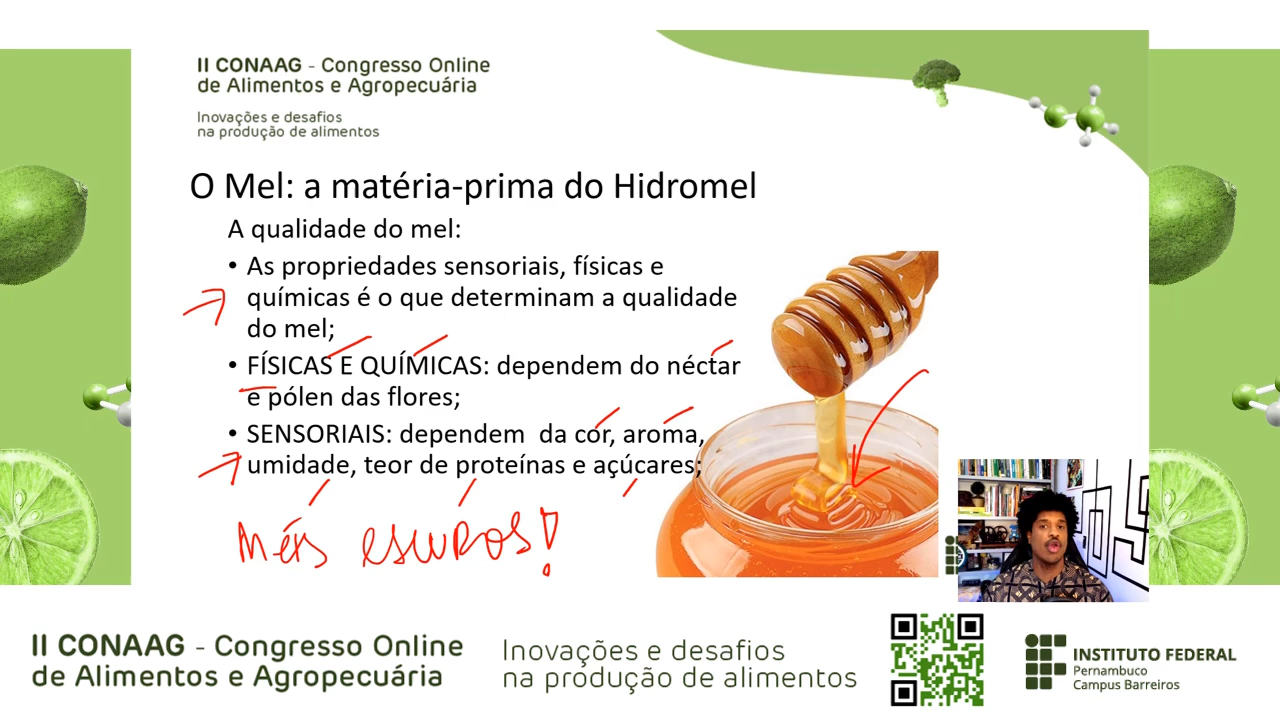 II CONAAG - Congresso Online
de Alimentos e Agropecuária
Inovações e desafios
na produção de alimentos
O Mel: a matéria-prima do Hidromel
A qualidade do mel:
• As propriedades sensoriais, físicas e
químicas é o que determinam a qualidade
do mel;
• FÍSICAS E QUÍMICAS: dependem do néctar
e pólen das flores;
• SENSORIAIS: dependem da cor, aroma,
umidade, teor de proteínas e açúcares;
Méis escuros!
II CONAAG - Congresso Online
de Alimentos e Agropecuária
Inovações e desafios
na produção de alimentos
INSTITUTO FEDERAL
Pernambuco
Campus Barreiros